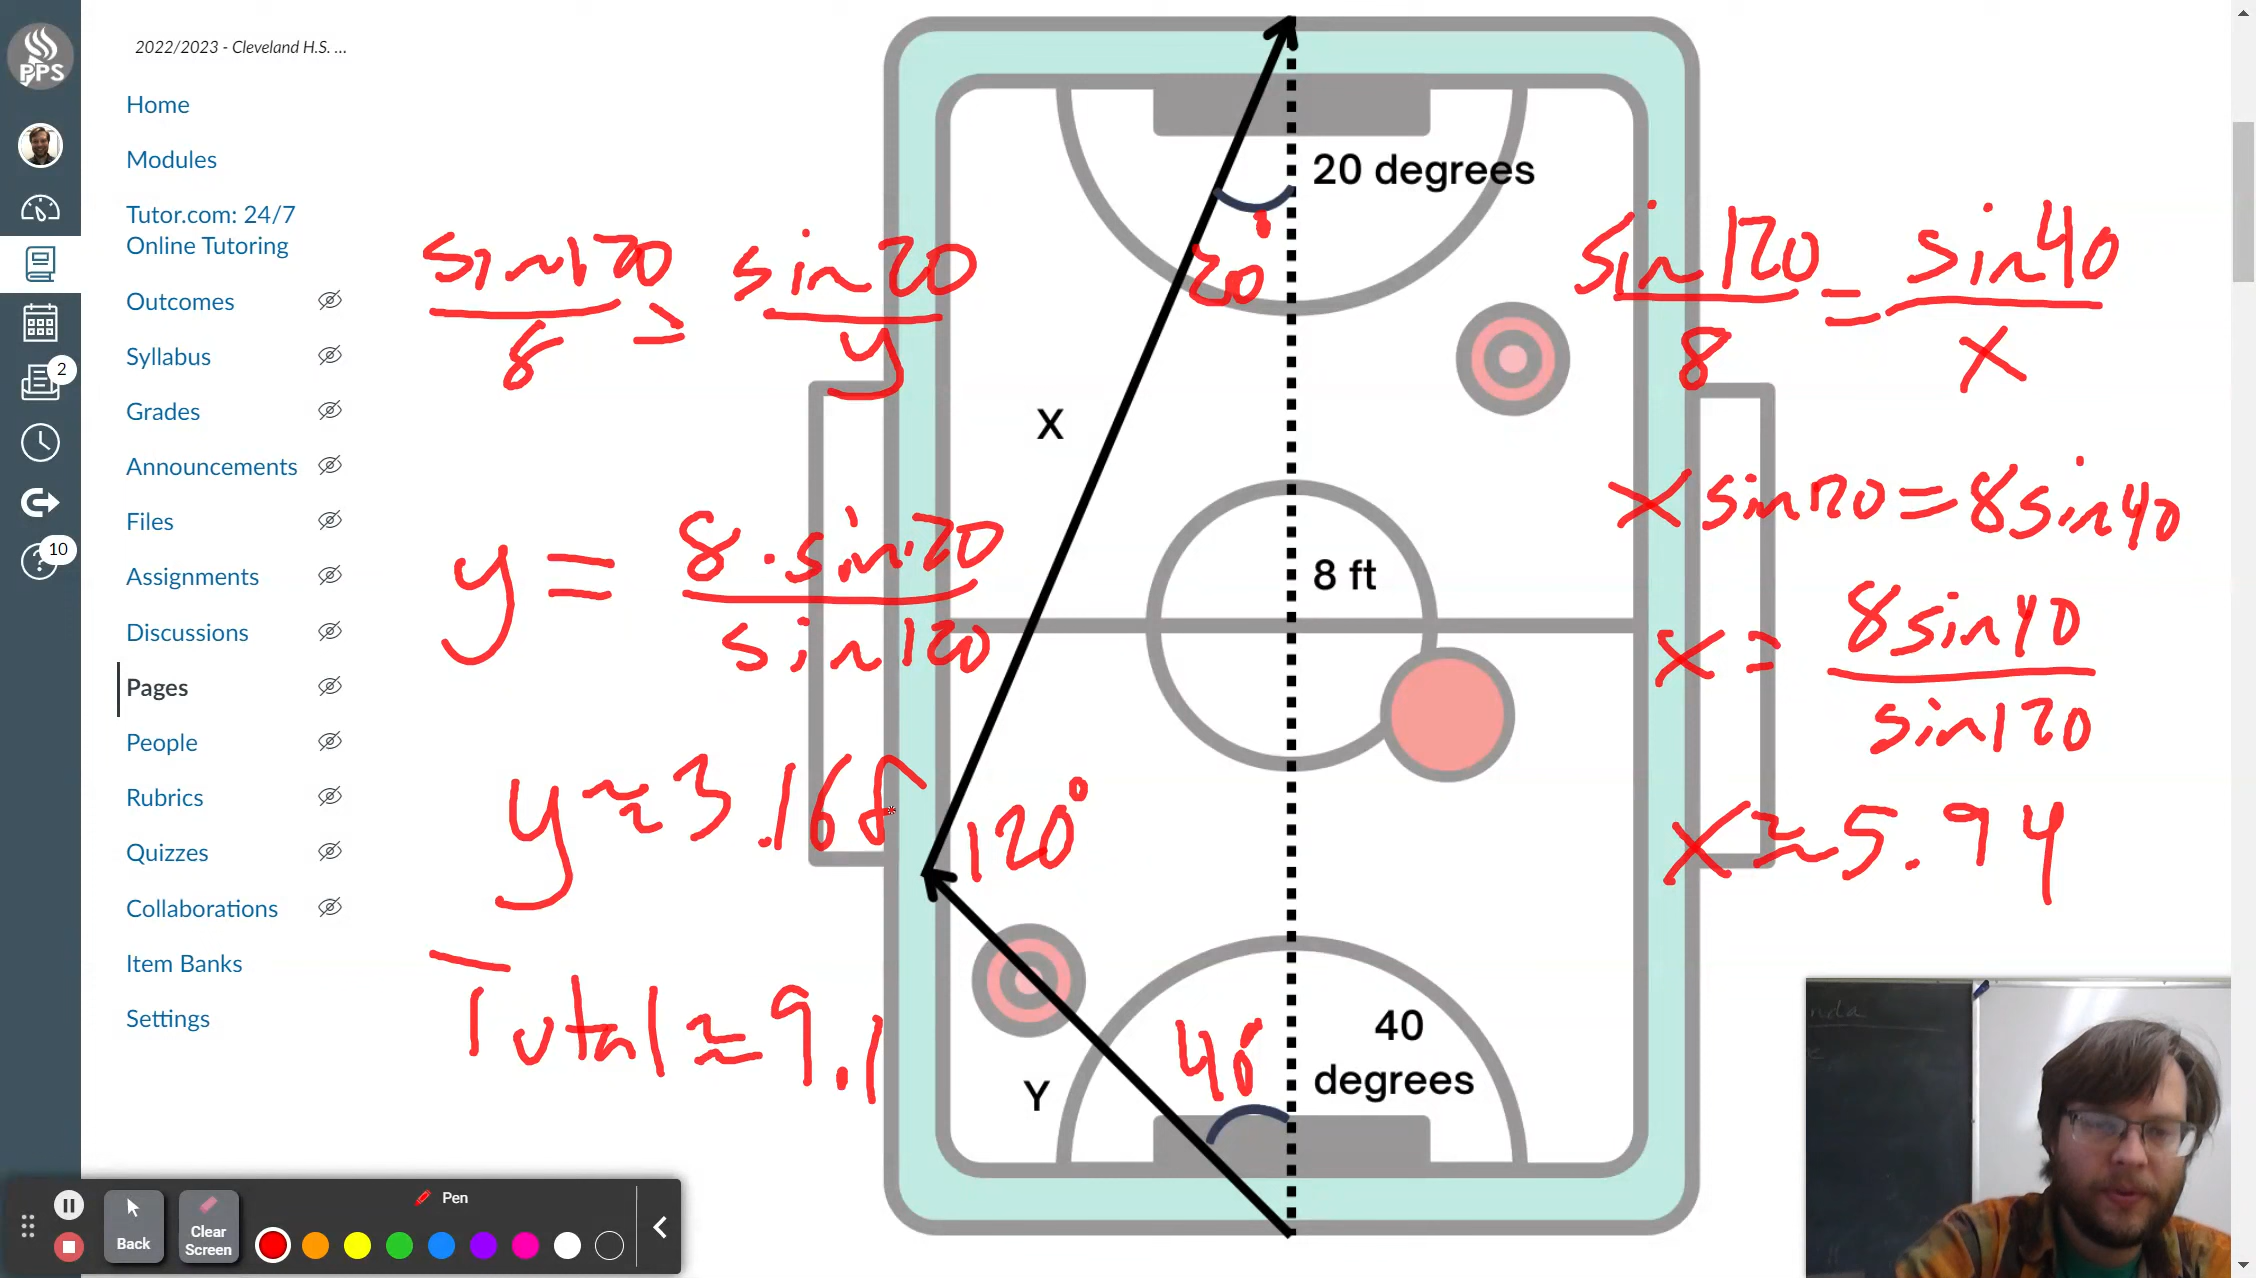 PPS
2022/2023 - Cleveland H.S. ...
Home
Modules
Tutor.com: 24/7
Online Tutoring
Outcomes
Syllabus
Grades
Announcements
Files
Assignments
Discussions
Pages
People
Rubrics
Quizzes
Collaborations
Item Banks
Settings
2
10
sin120/8 = sin20/y
y = 8·sin20/sin120
y≈3.16f
Total≈9.1
20 degrees
20°
X
8 ft
120°
40°
40
degrees
Y
sin120/8 = sin40/x
x sin120=8sin40
x = 8sin40/sin120
x≈5.94
Back
Clear
Screen
Pen